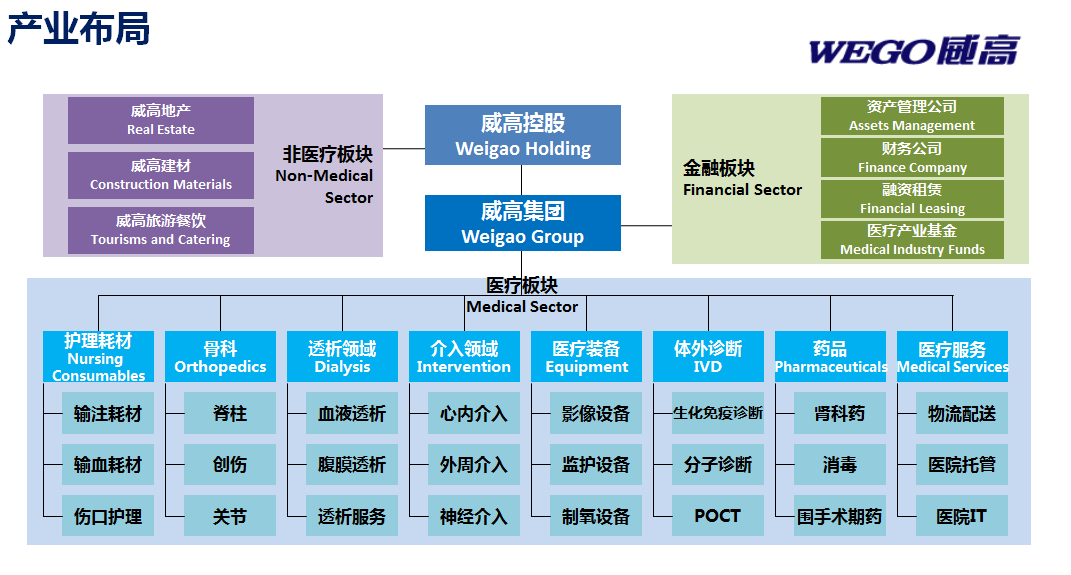 产业布局
WEGO威高
威高地产
Real Estate
威高建材
Construction Materials
威高旅游餐饮
Tourisms and Catering
非医疗板块
Non-Medical
Sector
威高控股
Weigao Holding
威高集团
Weigao Group
金融板块
Financial Sector
资产管理公司
Assets Management
财务公司
Finance Company
融资租赁
Financial Leasing
医疗产业基金
Medical Industry Funds
医疗板块
Medical Sector
护理耗材
Nursing
Consumables
输注耗材
输血耗材
伤口护理
骨科
Orthopedics
脊柱
创伤
关节
透析领域
Dialysis
血液透析
腹膜透析
透析服务
介入领域
Intervention
心内介入
外周介入
神经介入
医疗装备
Equipment
影像设备
监护设备
制氧设备
体外诊断
IVD
生化免疫诊断
分子诊断
POCT
药品
Pharmaceuticals
肾科药
消毒
围手术期药
医疗服务
Medical Services
物流配送
医院托管
医院IT